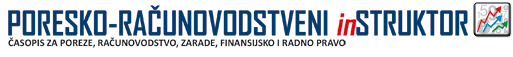 PORESKO-RAČUNOVODSTVENI inSTRUKTOR
ČASOPIS ZA POREZE, RAČUNOVODSTVO, ZARADE, FINANSIJSKO I RADNO PRAVO